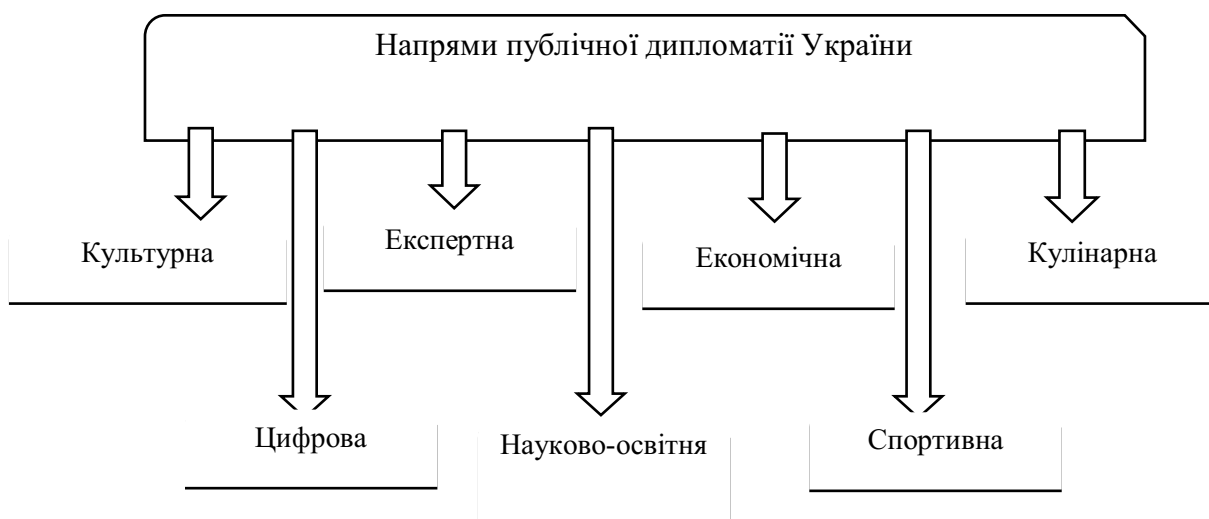 Напрями публічної дипломатії України
Культурна
Експертна
Економічна
Кулінарна
Цифрова
Науково-освітня
Спортивна